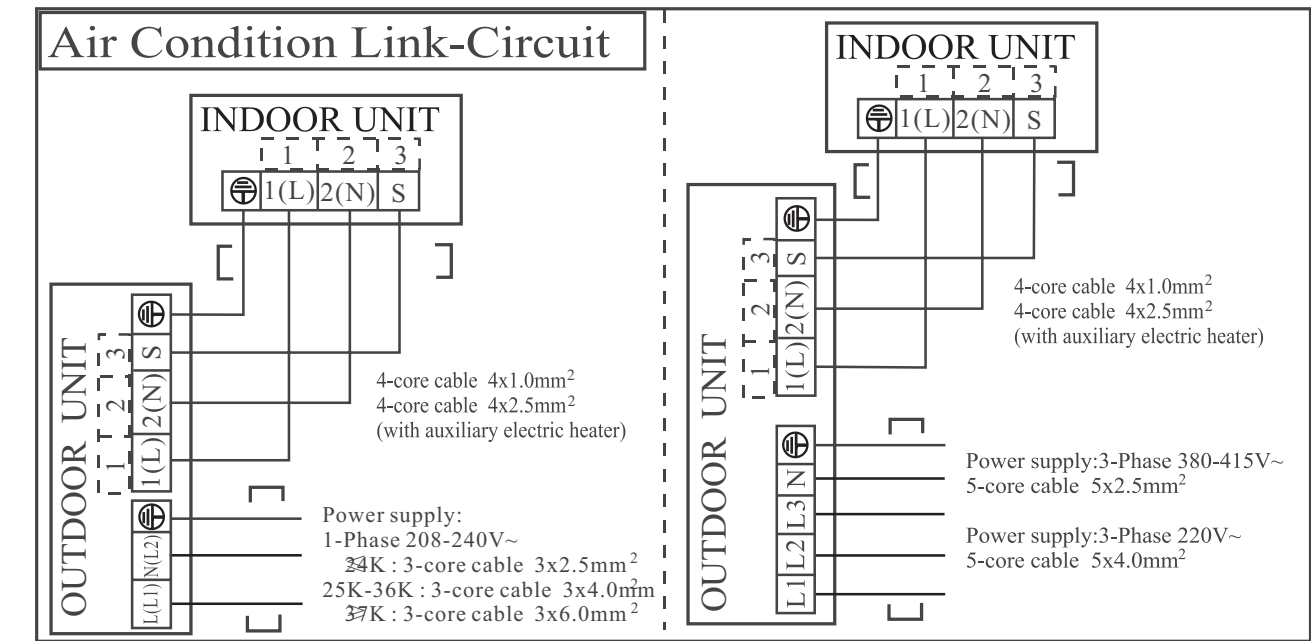 Air Condition Link-Circuit
INDOOR UNIT
1 2 3
1(L) 2(N) S
OUTDOOR UNIT
3 S
2 2(N)
1 1(L)
N(L2)
L(L1)
4-core cable 4x1.0mm²
4-core cable 4x2.5mm²
(with auxiliary electric heater)
Power supply:
1-Phase 208-240V~
24K : 3-core cable 3x2.5mm²
25K-36K : 3-core cable 3x4.0mm²
37K : 3-core cable 3x6.0mm²
INDOOR UNIT
1 2 3
1(L) 2(N) S
OUTDOOR UNIT
3 S
2 2(N)
1 1(L)
N
L3
L2
L1
4-core cable 4x1.0mm²
4-core cable 4x2.5mm²
(with auxiliary electric heater)
Power supply:3-Phase 380-415V~
5-core cable 5x2.5mm²
Power supply:3-Phase 220V~
5-core cable 5x4.0mm²